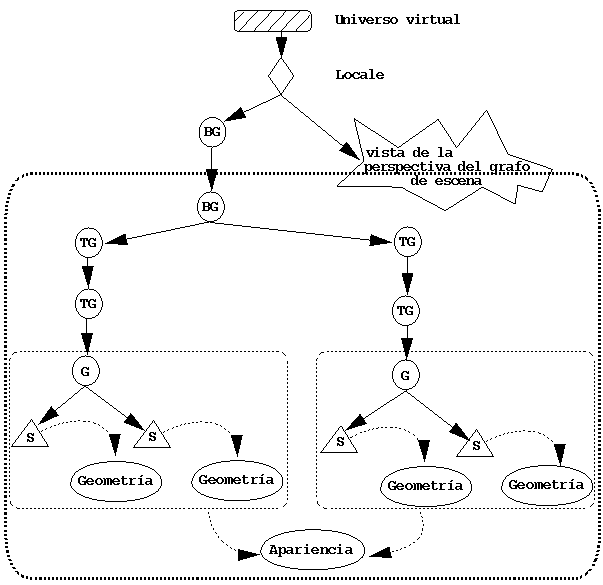 Universo virtual
Locale
BG
vista de la
perspectiva del grafo
de escena
BG
TG
TG
TG
TG
G
G
S
S
S
S
Geometría
Geometría
Geometría
Geometría
Apariencia